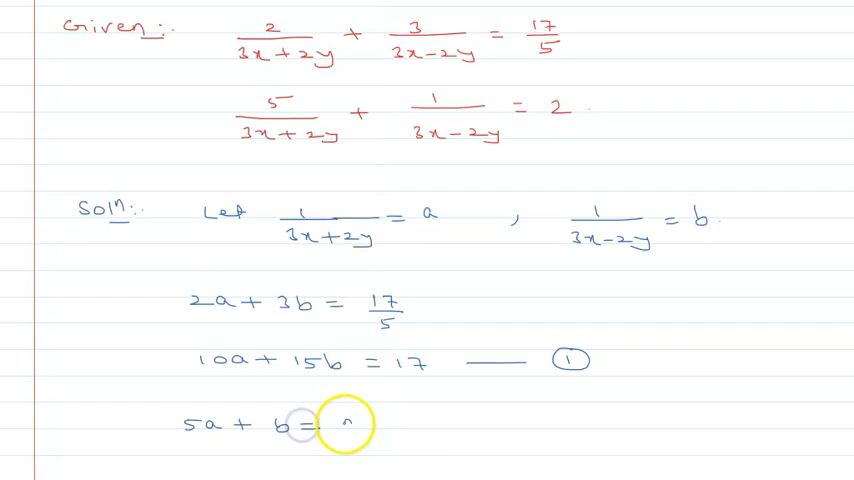 Given:- 2/(3x+2y) + 3/(3x-2y) = 17/5
5/(3x+2y) + 1/(3x-2y) = 2
Solⁿ:- Let 1/(3x+2y) = a , 1/(3x-2y) = b.
2a + 3b = 17/5
10a + 15b = 17 —— ①
5a + b =